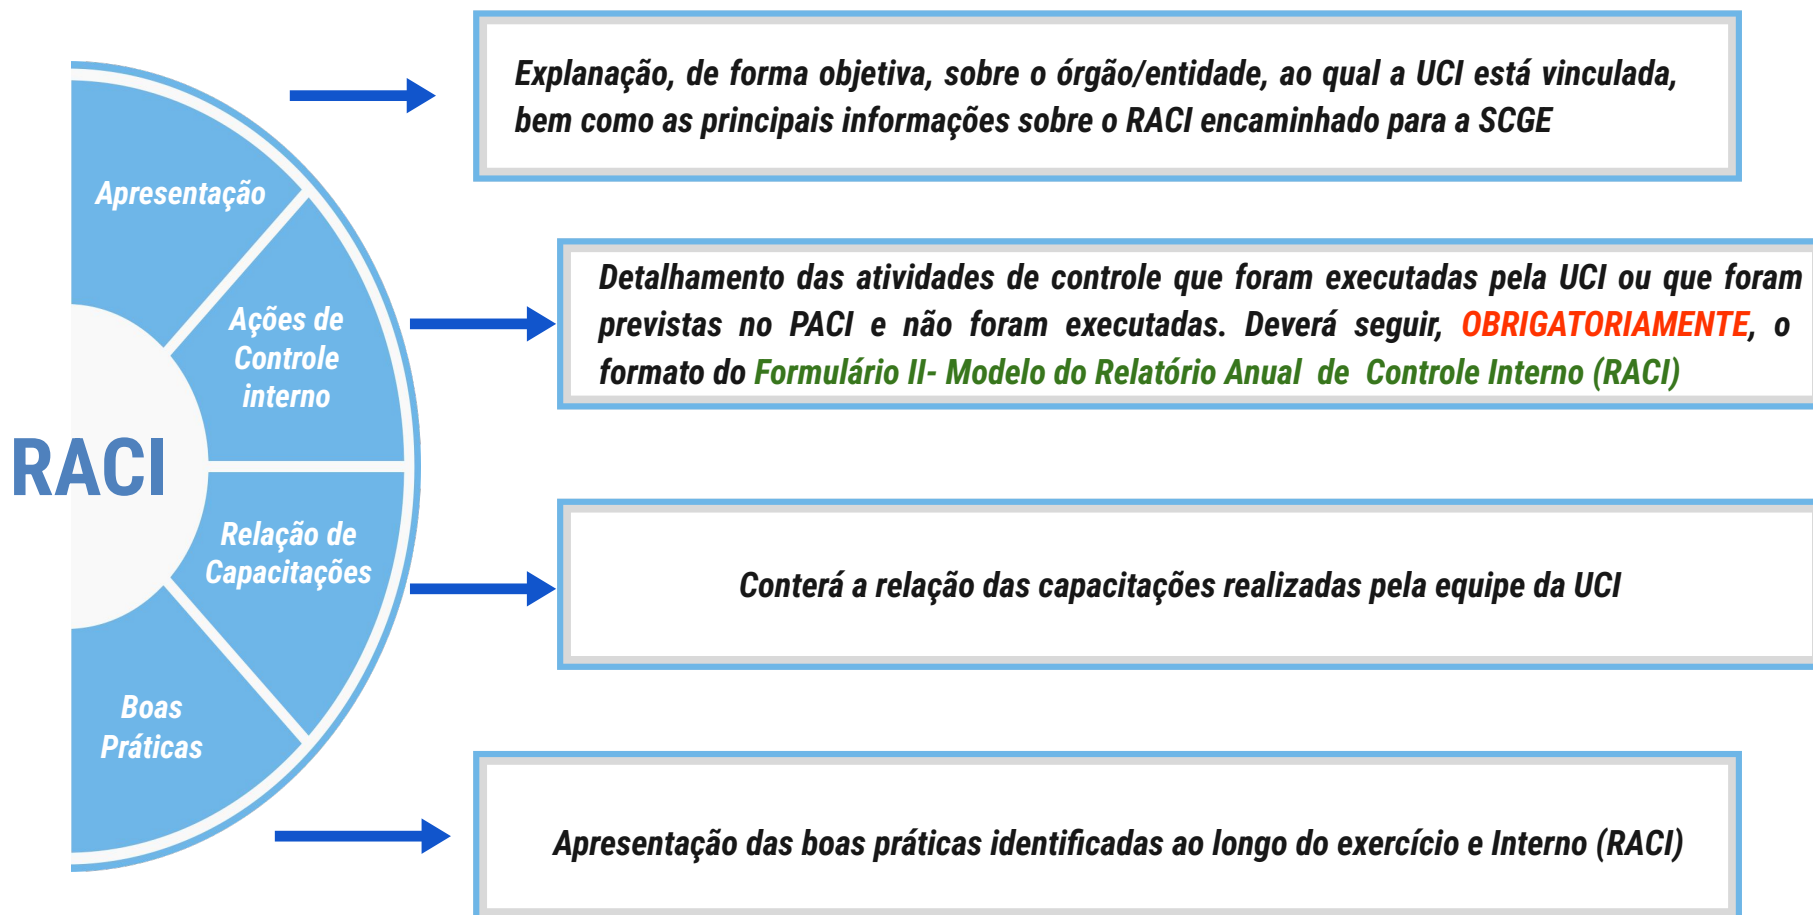 Explanação, de forma objetiva, sobre o órgão/entidade, ao qual a UCI está vinculada,
bem como as principais informações sobre o RACI encaminhado para a SCGE
Apresentação
Detalhamento das atividades de controle que foram executadas pela UCI ou que foram
previstas no PACI e não foram executadas. Deverá seguir, OBRIGATORIAMENTE, o
formato do Formulário II- Modelo do Relatório Anual de Controle Interno (RACI)
Ações de
Controle
interno
RACI
Relação de
Capacitações
Conterá a relação das capacitações realizadas pela equipe da UCI
Boas
Práticas
Apresentação das boas práticas identificadas ao longo do exercício e Interno (RACI)